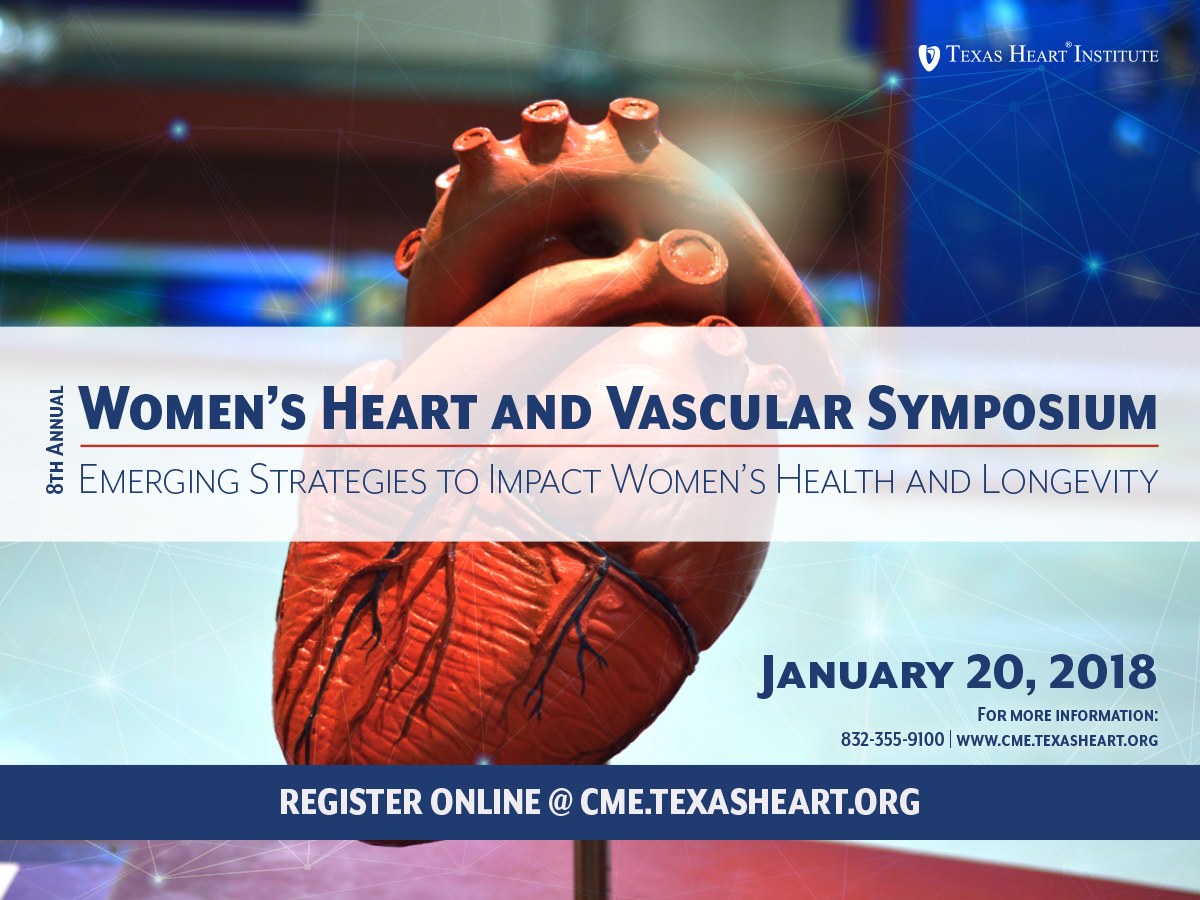 Texas Heart® Institute
8th Annual
Women's Heart and Vascular Symposium
Emerging Strategies to Impact Women's Health and Longevity
January 20, 2018
For more information:
832-355-9100 | www.cme.texasheart.org
REGISTER ONLINE @ CME.TEXASHEART.ORG